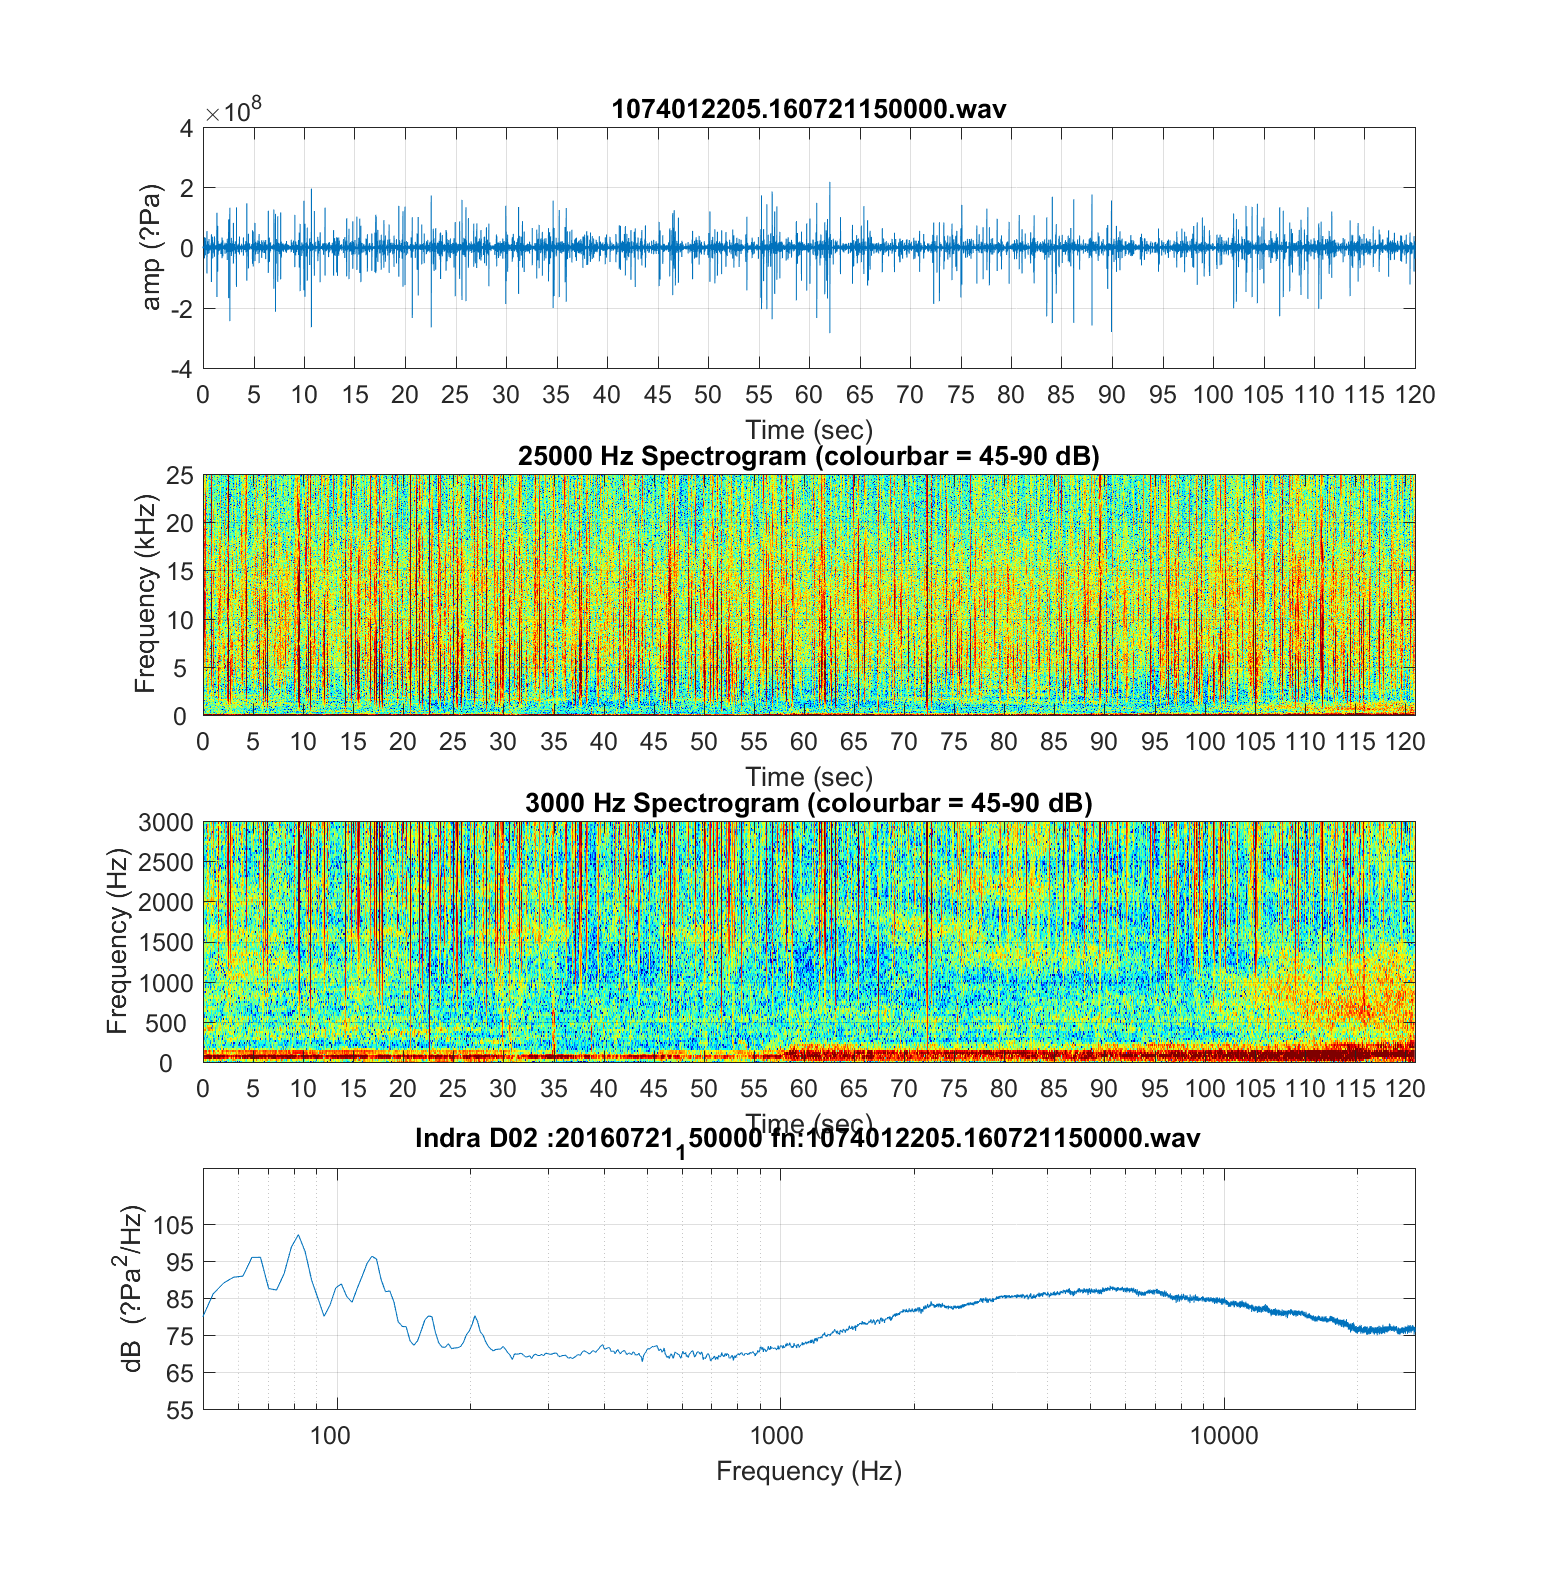 ×10⁸
1074012205.160721150000.wav
4
2
0
-2
-4
amp (?Pa)
0 5 10 15 20 25 30 35 40 45 50 55 60 65 70 75 80 85 90 95 100 105 110 115 120
Time (sec)
25000 Hz Spectrogram (colourbar = 45-90 dB)
25
20
15
10
5
0
Frequency (kHz)
0 5 10 15 20 25 30 35 40 45 50 55 60 65 70 75 80 85 90 95 100 105 110 115 120
Time (sec)
3000 Hz Spectrogram (colourbar = 45-90 dB)
3000
2500
2000
1500
1000
500
0
Frequency (Hz)
0 5 10 15 20 25 30 35 40 45 50 55 60 65 70 75 80 85 90 95 100 105 110 115 120
Time (sec)
Indra D02 :20160721₁50000 fn:1074012205.160721150000.wav
105
95
85
75
65
55
dB (?Pa²/Hz)
100 1000 10000
Frequency (Hz)